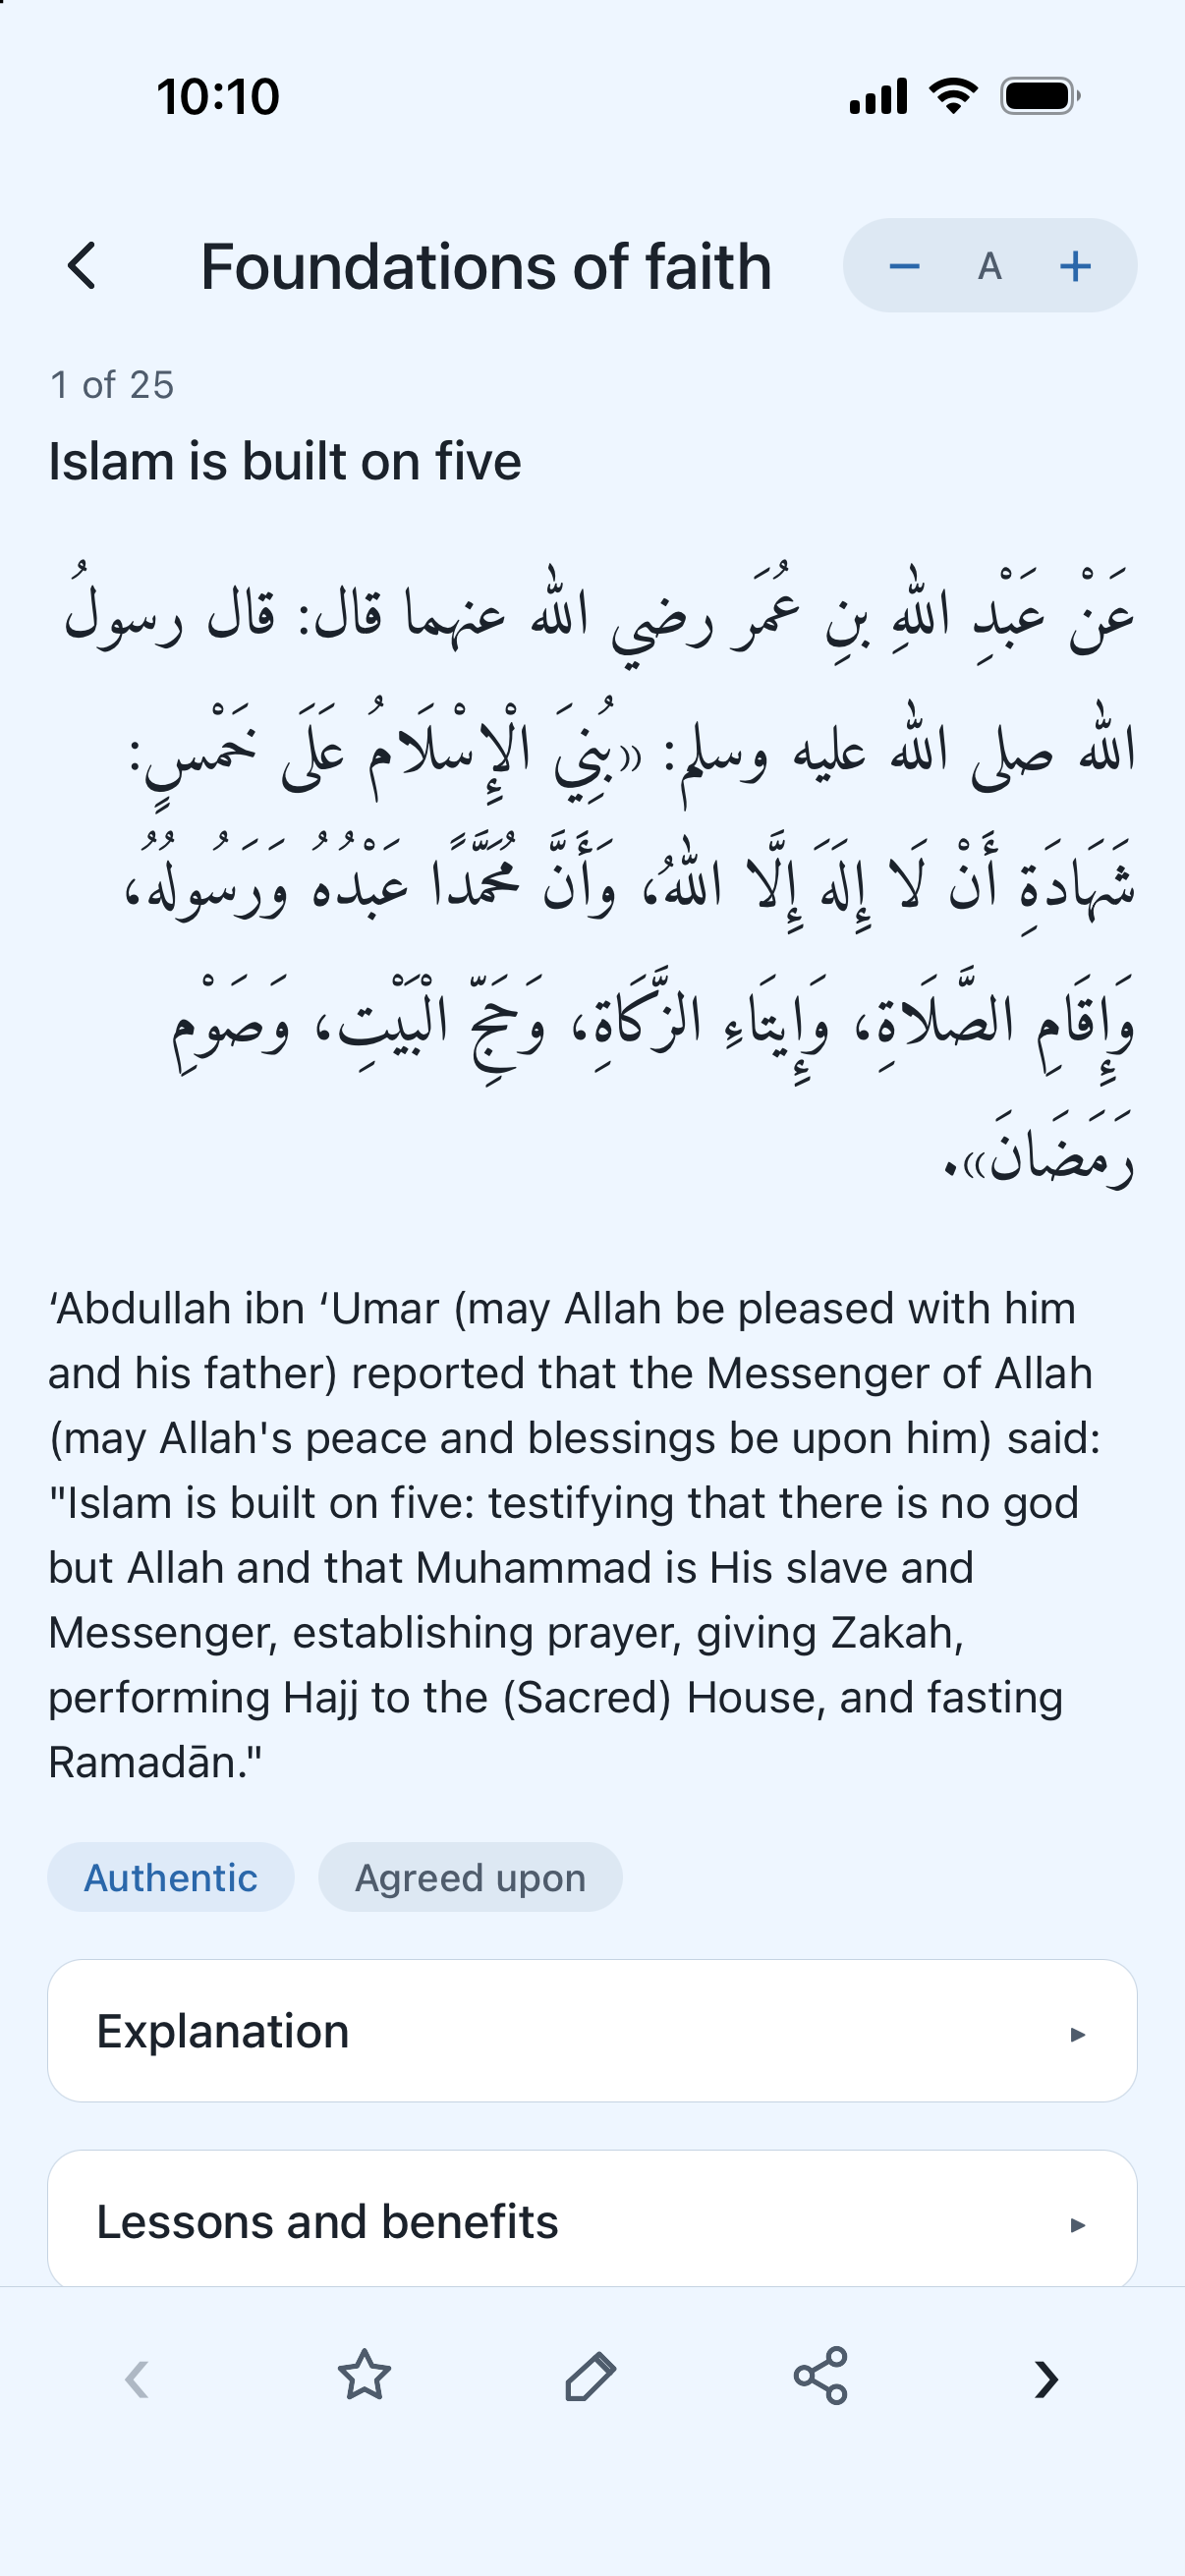 10:10
Foundations of faith
− A +
1 of 25
Islam is built on five
عَنْ عَبْدِ اللهِ بنِ عُمَر رضي الله عنهما قال: قال رسولُ
الله صلى الله عليه وسلم: «بُنِيَ الْإِسْلَامُ عَلَى خَمْسٍ:
شَهَادَةِ أَنْ لَا إِلَهَ إِلَّا اللهُ، وَأَنَّ مُحَمَّدًا عَبْدُهُ وَرَسُولُهُ،
وَإِقَامِ الصَّلَاةِ، وَإِيتَاءِ الزَّكَاةِ، وَحَجِّ الْبَيْتِ، وَصَوْمِ
رَمَضَانَ».
‘Abdullah ibn ‘Umar (may Allah be pleased with him
and his father) reported that the Messenger of Allah
(may Allah's peace and blessings be upon him) said:
"Islam is built on five: testifying that there is no god
but Allah and that Muhammad is His slave and
Messenger, establishing prayer, giving Zakah,
performing Hajj to the (Sacred) House, and fasting
Ramadān."
Authentic Agreed upon
Explanation
Lessons and benefits